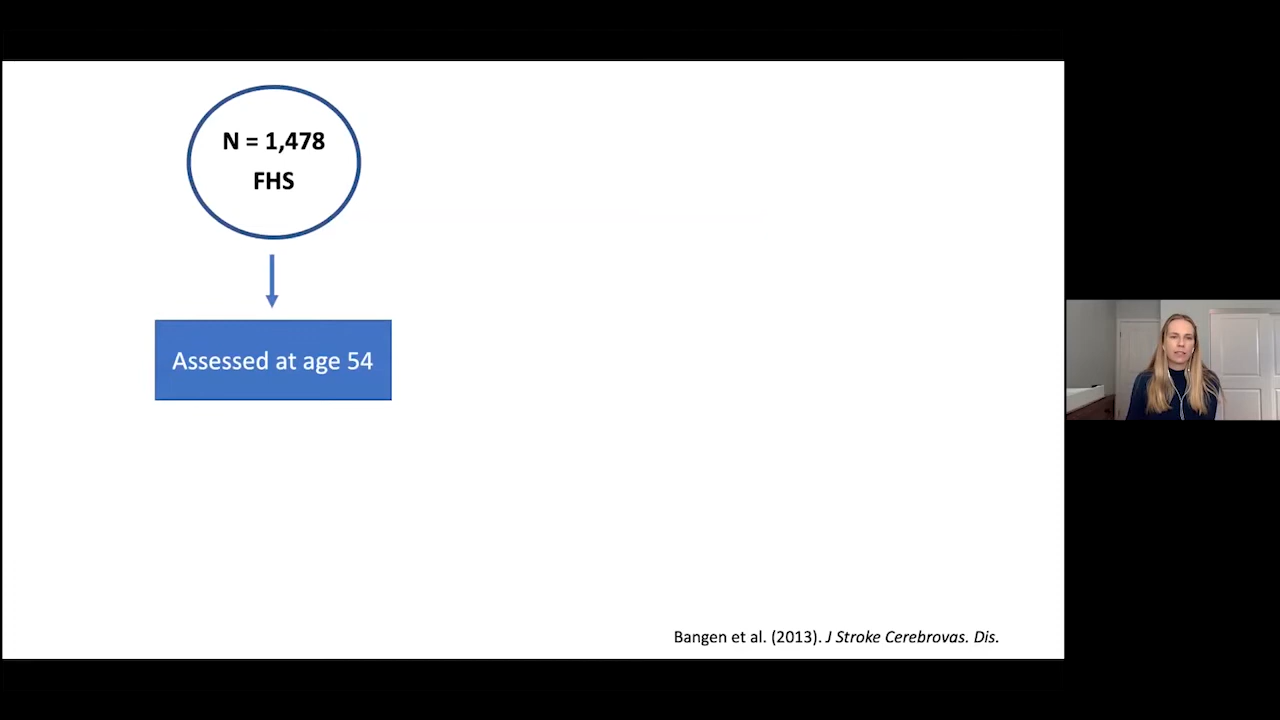 N = 1,478
FHS
Assessed at age 54
Bangen et al. (2013). J Stroke Cerebrovas. Dis.